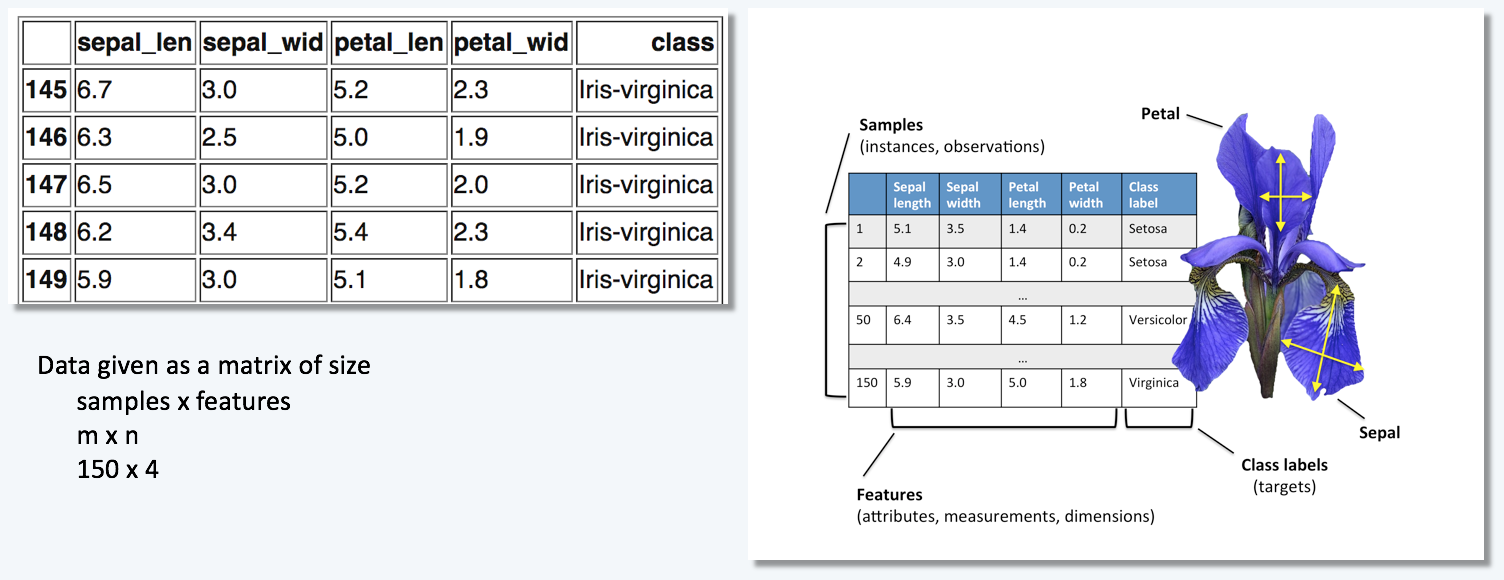 sepal_len sepal_wid petal_len petal_wid class
145 6.7 3.0 5.2 2.3 Iris-virginica
146 6.3 2.5 5.0 1.9 Iris-virginica
147 6.5 3.0 5.2 2.0 Iris-virginica
148 6.2 3.4 5.4 2.3 Iris-virginica
149 5.9 3.0 5.1 1.8 Iris-virginica
Data given as a matrix of size
samples x features
m x n
150 x 4
Samples
(instances, observations)
Petal
Sepal length Sepal width Petal length Petal width Class label
1 5.1 3.5 1.4 0.2 Setosa
2 4.9 3.0 1.4 0.2 Setosa
...
50 6.4 3.5 4.5 1.2 Versicolor
...
150 5.9 3.0 5.0 1.8 Virginica
Sepal
Features
(attributes, measurements, dimensions)
Class labels
(targets)